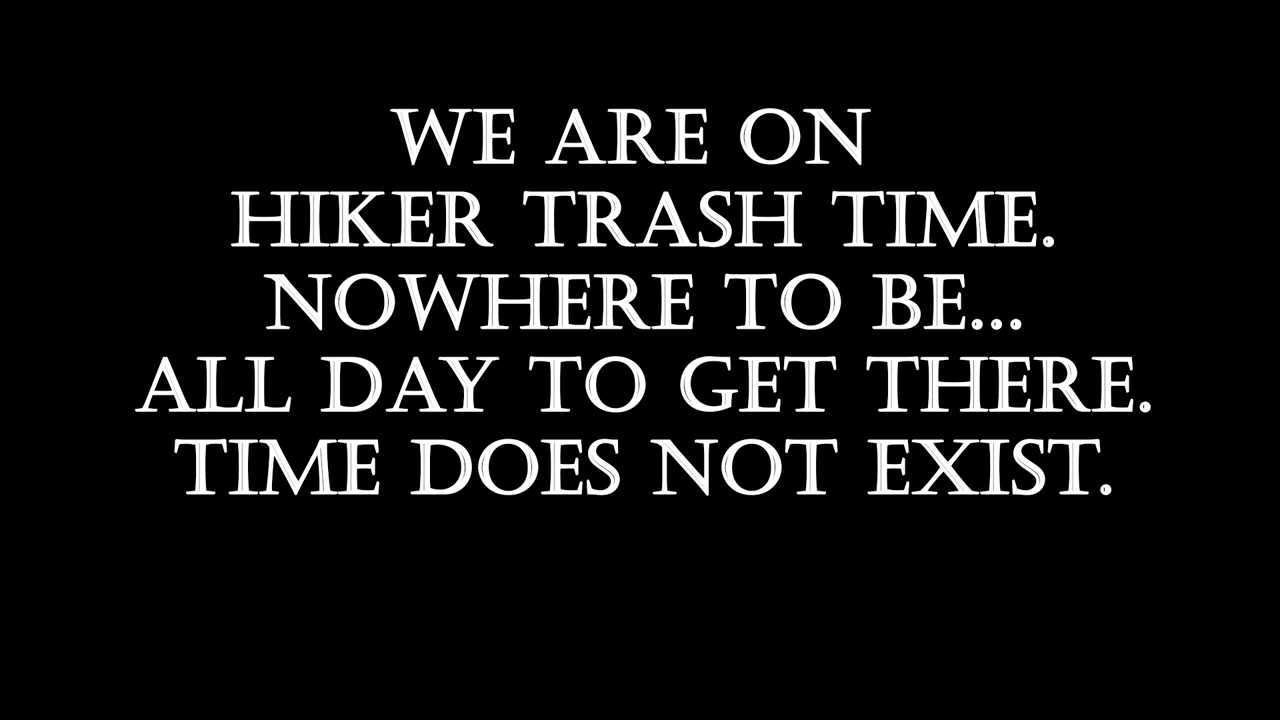 WE ARE ON
HIKER TRASH TIME.
NOWHERE TO BE...
ALL DAY TO GET THERE.
TIME DOES NOT EXIST.